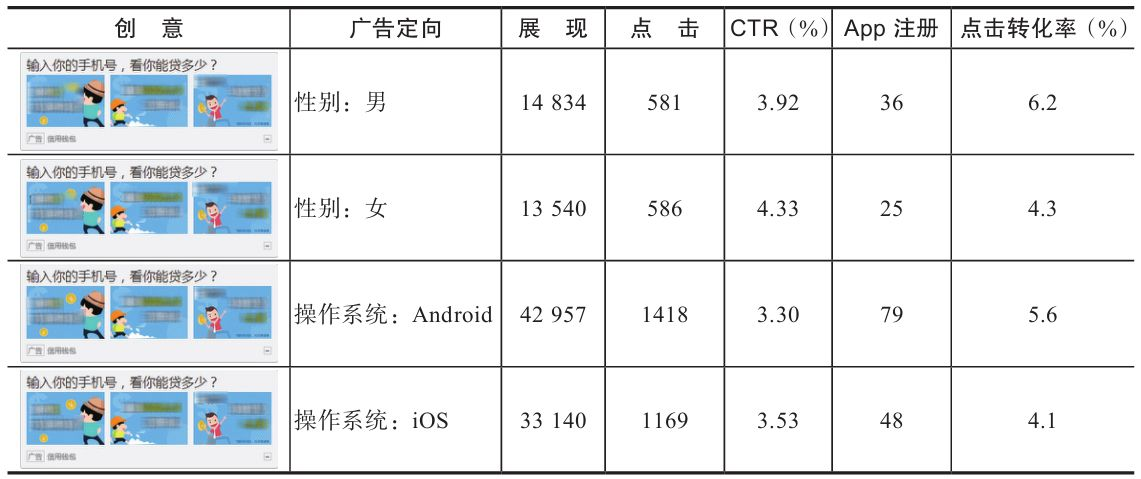 创 意 广告定向 展 现 点 击 CTR（%） App 注册 点击转化率（%）
输入你的手机号，看你能贷多少？
广告 信用钱包
性别：男 14 834 581 3.92 36 6.2
输入你的手机号，看你能贷多少？
广告 信用钱包
性别：女 13 540 586 4.33 25 4.3
输入你的手机号，看你能贷多少？
广告 信用钱包
操作系统：Android 42 957 1418 3.30 79 5.6
输入你的手机号，看你能贷多少？
广告 信用钱包
操作系统：iOS 33 140 1169 3.53 48 4.1